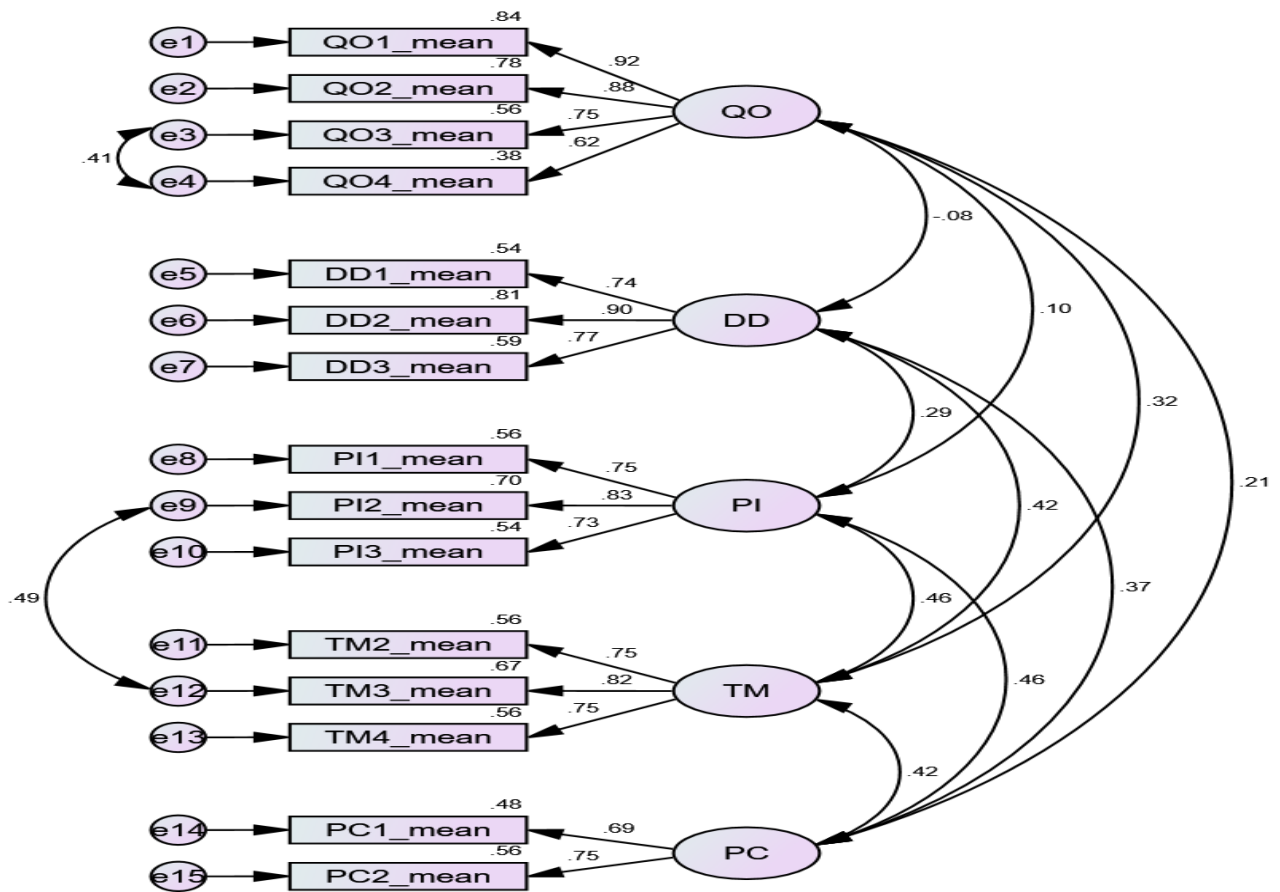 .84
e1 QO1_mean .92
.78
e2 QO2_mean .88 QO
.56
e3 QO3_mean .75
.41 .62
.38
e4 QO4_mean
-.08
.54
e5 DD1_mean .74
.81
e6 DD2_mean .90 DD .10
.59
e7 DD3_mean .77
.29 .32
.56
e8 PI1_mean .75
.70
e9 PI2_mean .83 PI .42 .21
.54
e10 PI3_mean .73
.49 .46 .37
.56
e11 TM2_mean .75
.67
e12 TM3_mean .82 TM .46
.56
e13 TM4_mean .75
.42
.48
e14 PC1_mean .69
.56
PC
e15 PC2_mean .75